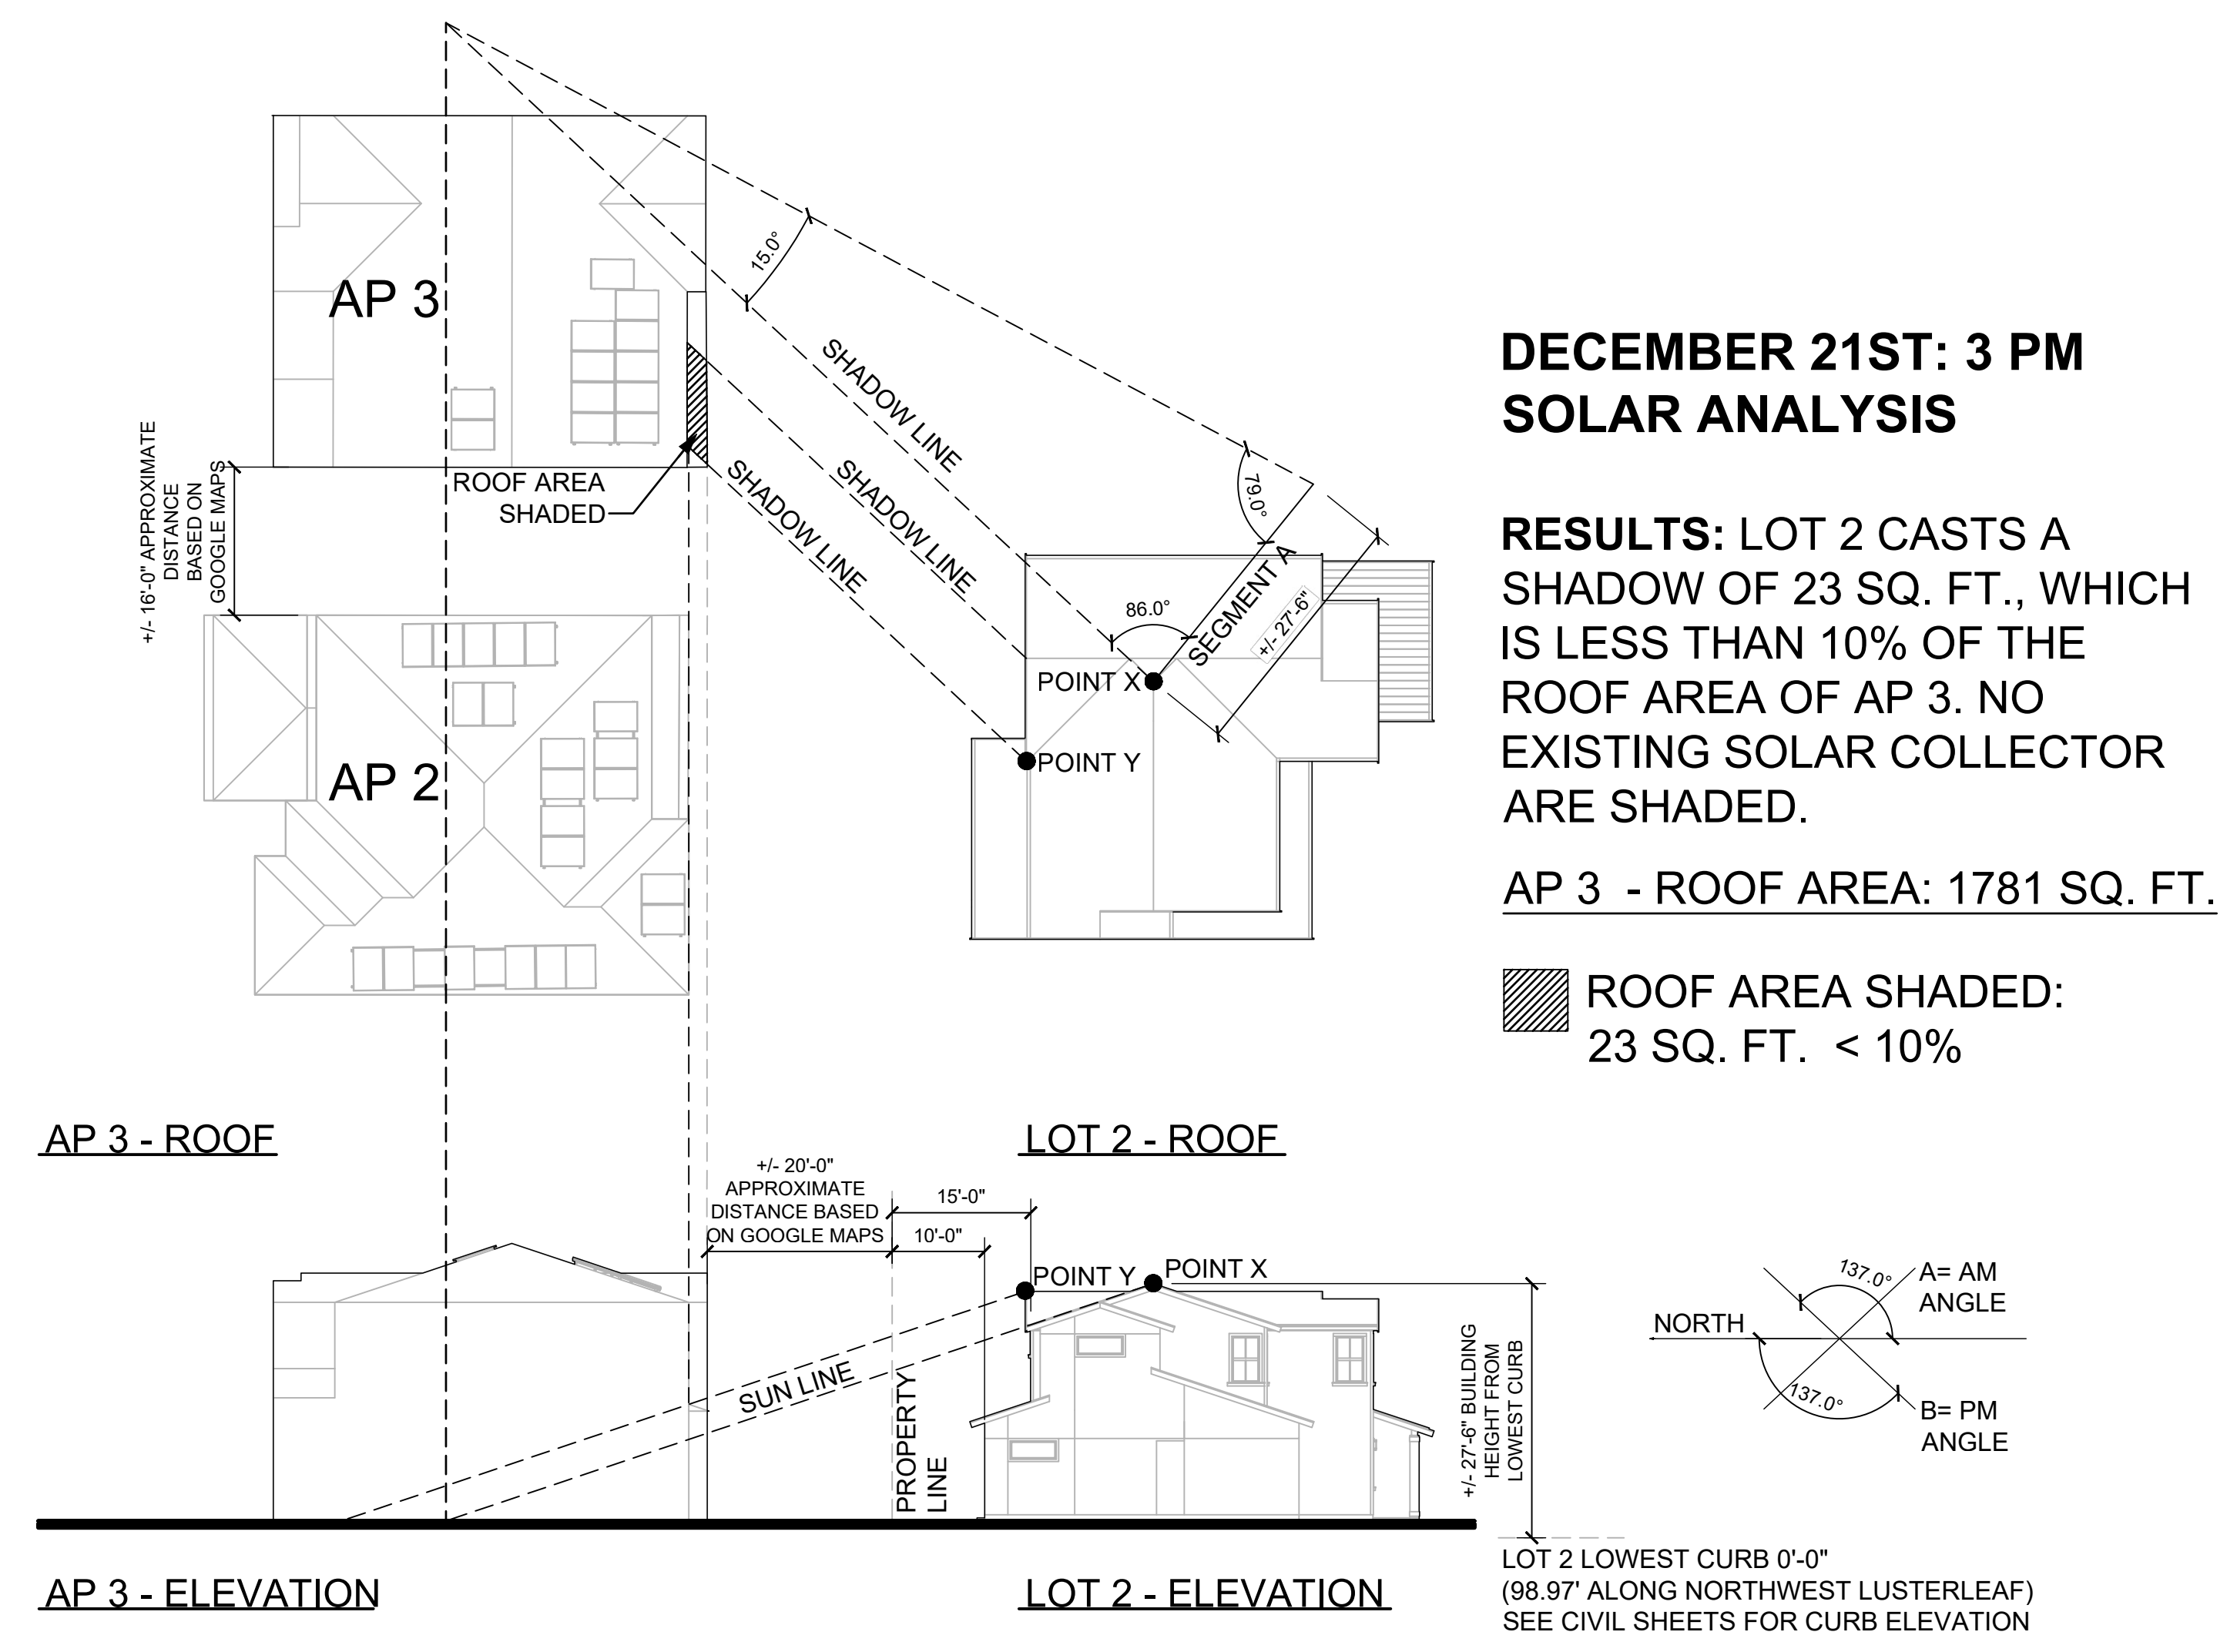 15.0°
AP 3
SHADOW LINE
SHADOW LINE
SHADOW LINE
+/- 16'-0" APPROXIMATE
DISTANCE
BASED ON
GOOGLE MAPS
ROOF AREA
SHADED
79.0°
86.0°
SEGMENT A
+/- 27'-6"
POINT X
POINT Y
AP 2
DECEMBER 21ST: 3 PM
SOLAR ANALYSIS
RESULTS: LOT 2 CASTS A
SHADOW OF 23 SQ. FT., WHICH
IS LESS THAN 10% OF THE
ROOF AREA OF AP 3. NO
EXISTING SOLAR COLLECTOR
ARE SHADED.
AP 3 - ROOF AREA: 1781 SQ. FT.
ROOF AREA SHADED:
23 SQ. FT. < 10%
AP 3 - ROOF
LOT 2 - ROOF
+/- 20'-0"
APPROXIMATE
DISTANCE BASED
ON GOOGLE MAPS
15'-0"
10'-0"
POINT Y
POINT X
SUN LINE
PROPERTY
LINE
+/- 27'-6" BUILDING
HEIGHT FROM
LOWEST CURB
NORTH
137.0°
A= AM
ANGLE
137.0°
B= PM
ANGLE
LOT 2 LOWEST CURB 0'-0"
(98.97' ALONG NORTHWEST LUSTERLEAF)
SEE CIVIL SHEETS FOR CURB ELEVATION
AP 3 - ELEVATION
LOT 2 - ELEVATION